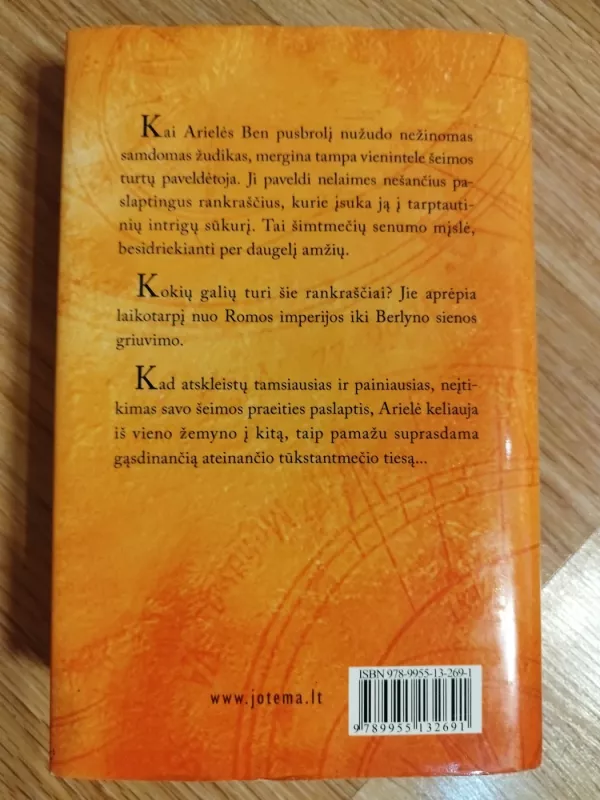 Kai Arielės Ben pusbrolį nužudo nežinomas
samdomas žudikas, mergina tampa vienintele šeimos
turtų paveldėtoja. Ji paveldi nelaimes nešančius pa-
slaptingus rankraščius, kurie įsuka ją į tarptauti-
nių intrigų sūkurį. Tai šimtmečių senumo mįslė,
besidriekianti per daugelį amžių.
Kokių galių turi šie rankraščiai? Jie aprėpia
laikotarpį nuo Romos imperijos iki Berlyno sienos
griuvimo.
Kad atskleistų tamsiausias ir painiausias, neįti-
kimas savo šeimos praeities paslaptis, Arielė keliauja
iš vieno žemyno į kitą, taip pamažu suprasdama
gąsdinančią ateinančio tūkstantmečio tiesą...
ISBN 978-9955-13-269-1
www.jotema.lt
9 789955 132691